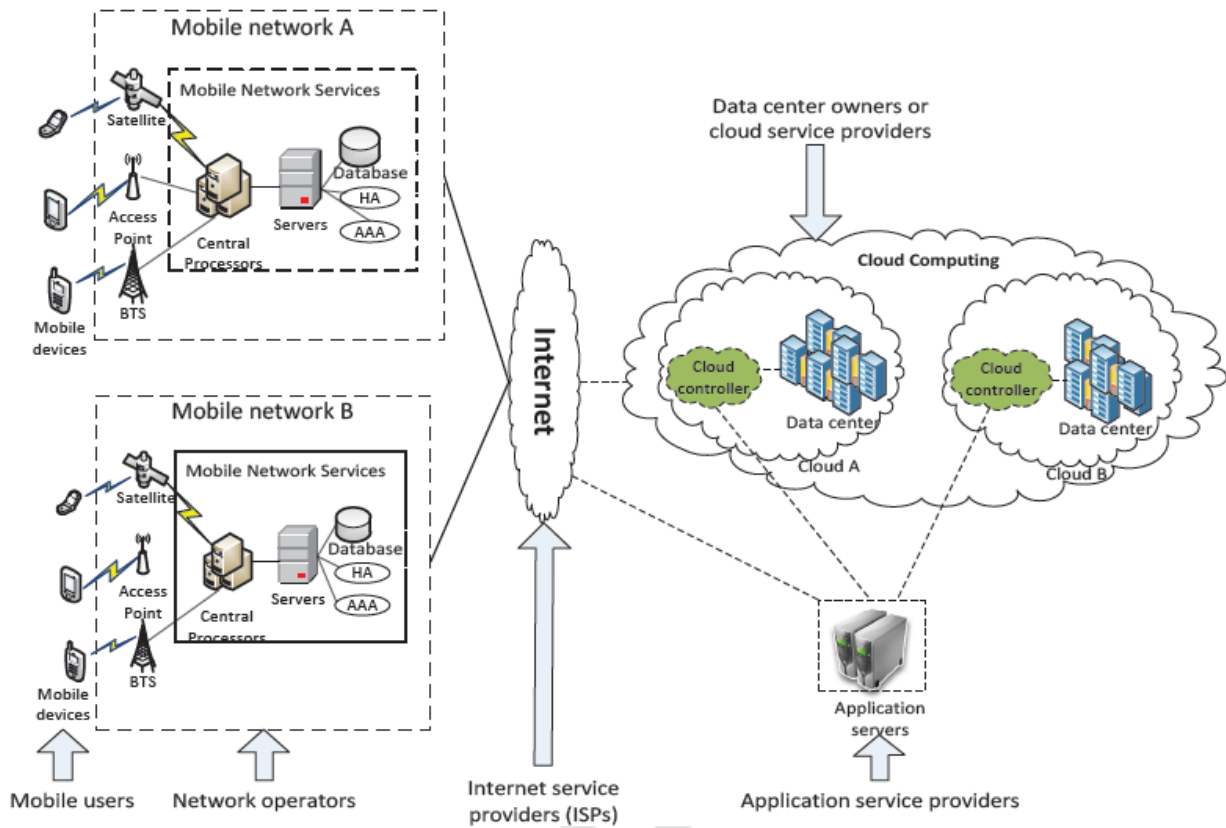 Mobile network A
Mobile Network Services
Satellite
Database
HA
AAA
Access
Point
Servers
Central
Processors
BTS
Mobile
devices
Mobile network B
Mobile Network Services
Satellite
Database
HA
AAA
Access
Point
Servers
Central
Processors
BTS
Mobile
devices
Mobile users
Network operators
Internet
Internet service
providers (ISPs)
Data center owners or
cloud service providers
Cloud Computing
Cloud
controller
Data center
Cloud A
Cloud
controller
Data center
Cloud B
Application
servers
Application service providers